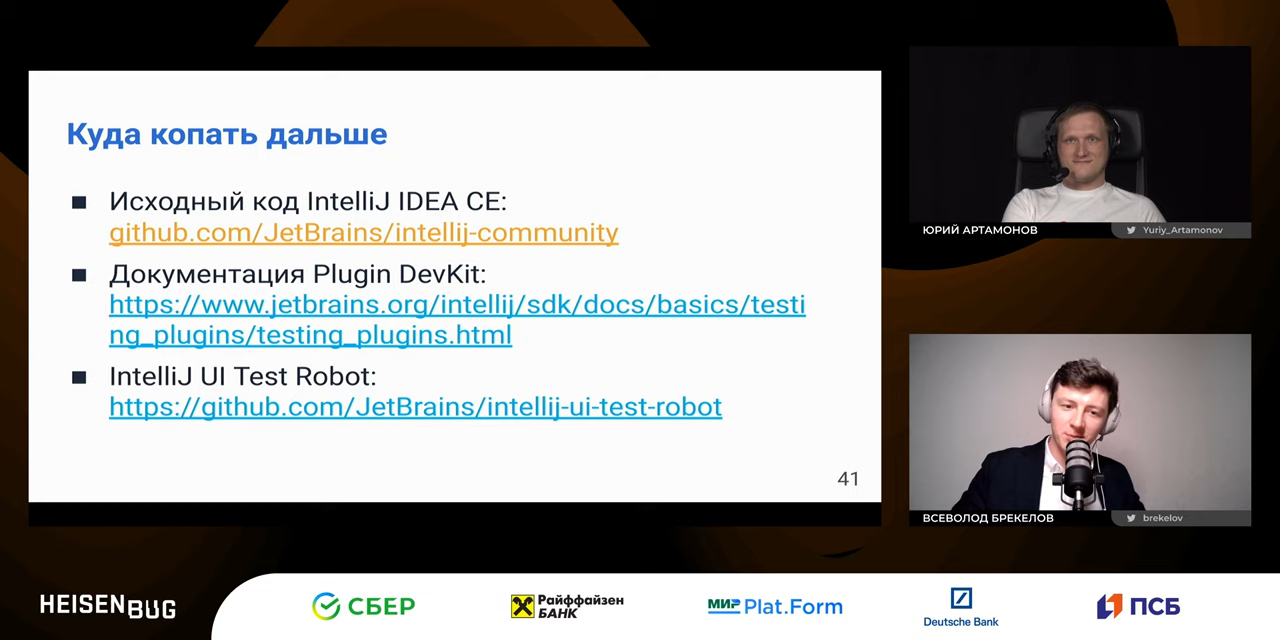 Куда копать дальше
Исходный код IntelliJ IDEA CE:
github.com/JetBrains/intellij-community
Документация Plugin DevKit:
https://www.jetbrains.org/intellij/sdk/docs/basics/testi
ng_plugins/testing_plugins.html
IntelliJ UI Test Robot:
https://github.com/JetBrains/intellij-ui-test-robot
41
ЮРИЙ АРТАМОНОВ
Yuriy_Artamonov
ВСЕВОЛОД БРЕКЕЛОВ
brekelov
HEISENBUG
СБЕР
Райффайзен
БАНК
МИР Plat.Form
Deutsche Bank
ПСБ